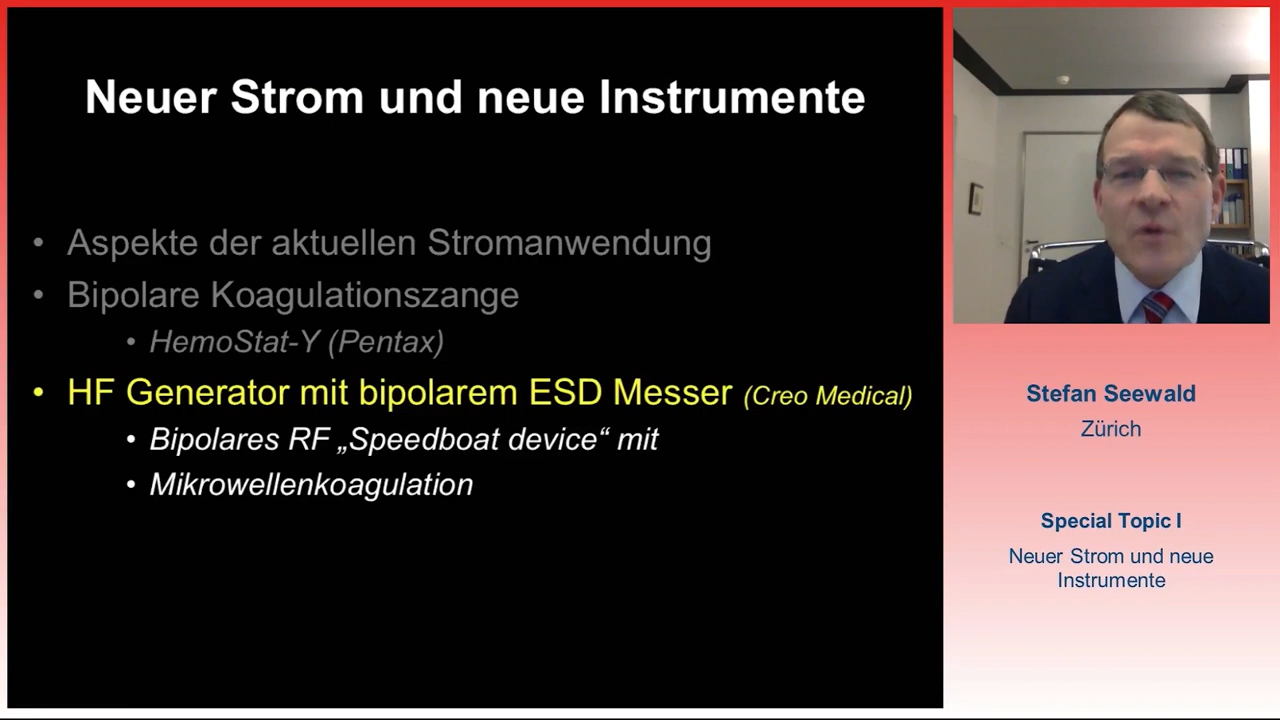 Neuer Strom und neue Instrumente
• Aspekte der aktuellen Stromanwendung
• Bipolare Koagulationszange
• HemoStat-Y (Pentax)
• HF Generator mit bipolarem ESD Messer (Creo Medical)
• Bipolares RF „Speedboat device“ mit
• Mikrowellenkoagulation
Stefan Seewald
Zürich
Special Topic I
Neuer Strom und neue
Instrumente